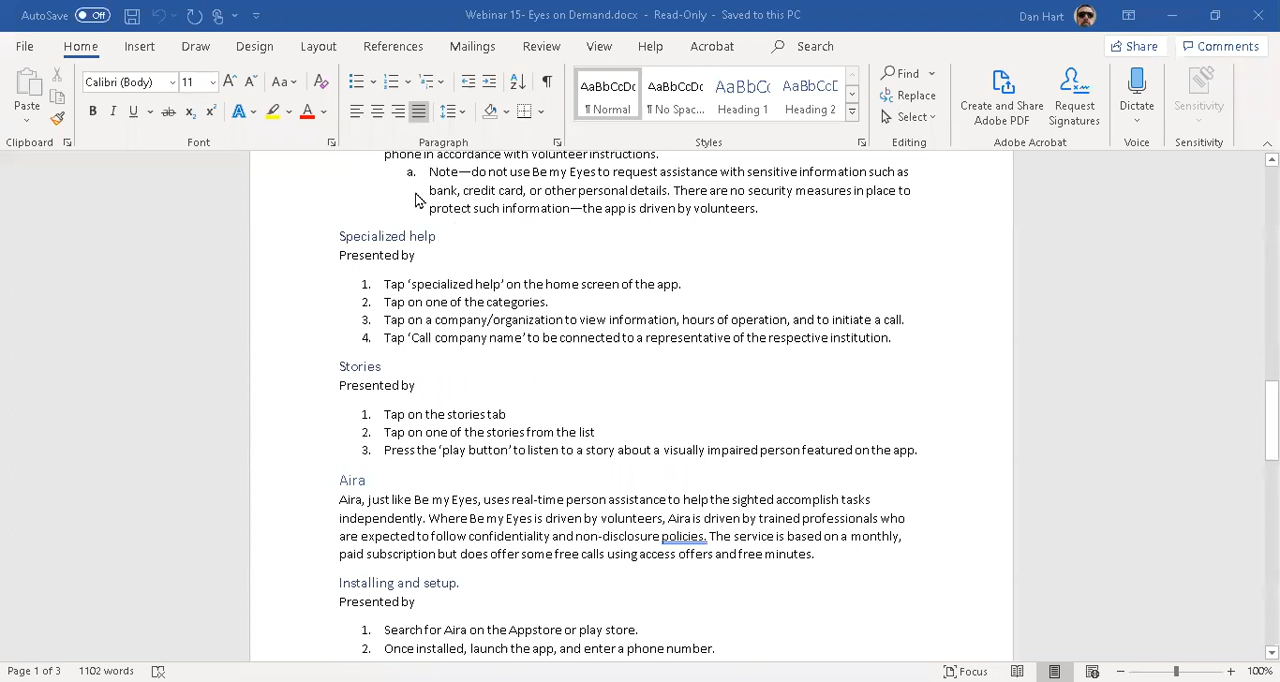 AutoSave Off Webinar 15- Eyes on Demand.docx - Read-Only - Saved to this PC Dan Hart
File Home Insert Draw Design Layout References Mailings Review View Help Acrobat Search Share Comments
Paste Calibri (Body) 11 Aa AaBbCcDc AaBbCcDc AaBbCc AaBbCcD Find Replace Select Create and Share Request Dictate Sensitivity
B I U ab x₂ x² A A ¶ Normal ¶ No Spac... Heading 1 Heading 2 Adobe PDF Signatures
Clipboard Font Paragraph Styles Editing Adobe Acrobat Voice Sensitivity
phone in accordance with volunteer instructions.
a. Note—do not use Be my Eyes to request assistance with sensitive information such as
bank, credit card, or other personal details. There are no security measures in place to
protect such information—the app is driven by volunteers.
Specialized help
Presented by
1. Tap ‘specialized help’ on the home screen of the app.
2. Tap on one of the categories.
3. Tap on a company/organization to view information, hours of operation, and to initiate a call.
4. Tap ‘Call company name’ to be connected to a representative of the respective institution.
Stories
Presented by
1. Tap on the stories tab
2. Tap on one of the stories from the list
3. Press the ‘play button’ to listen to a story about a visually impaired person featured on the app.
Aira
Aira, just like Be my Eyes, uses real-time person assistance to help the sighted accomplish tasks
independently. Where Be my Eyes is driven by volunteers, Aira is driven by trained professionals who
are expected to follow confidentiality and non-disclosure policies. The service is based on a monthly,
paid subscription but does offer some free calls using access offers and free minutes.
Installing and setup.
Presented by
1. Search for Aira on the Appstore or play store.
2. Once installed, launch the app, and enter a phone number.
Page 1 of 3 1102 words Focus 100%